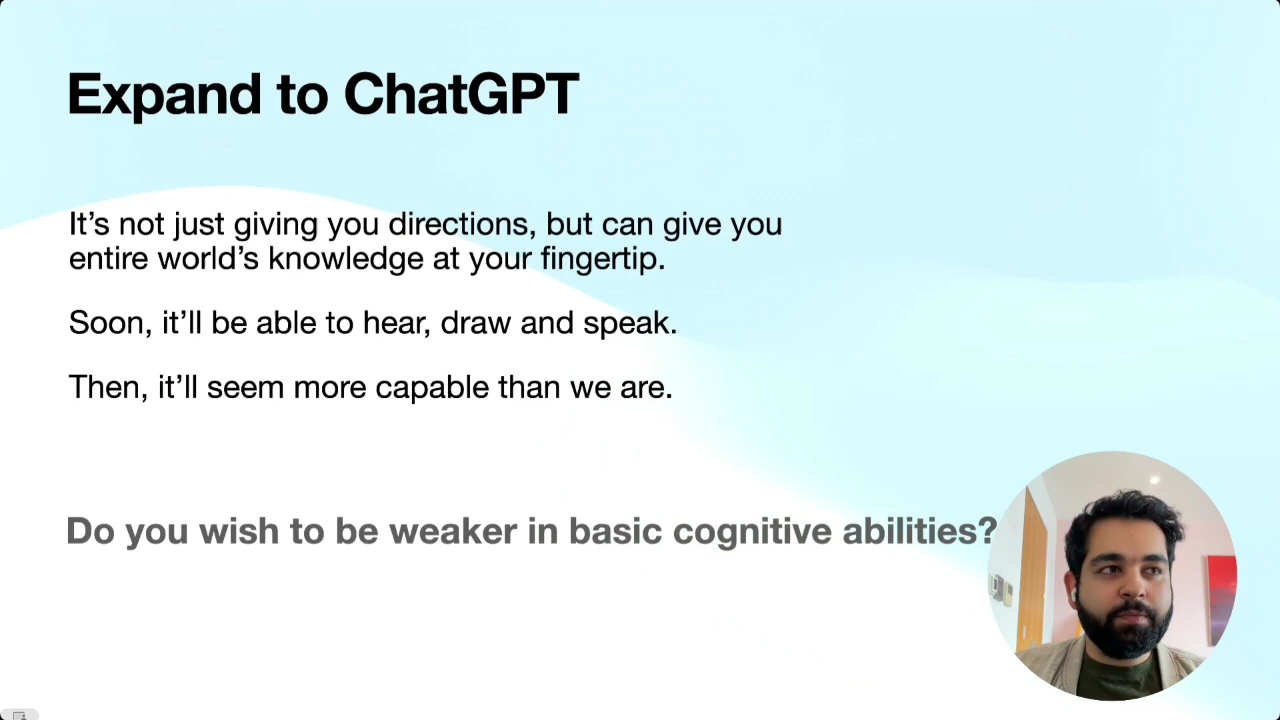 Expand to ChatGPT
It’s not just giving you directions, but can give you
entire world’s knowledge at your fingertip.
Soon, it’ll be able to hear, draw and speak.
Then, it’ll seem more capable than we are.
Do you wish to be weaker in basic cognitive abilities?